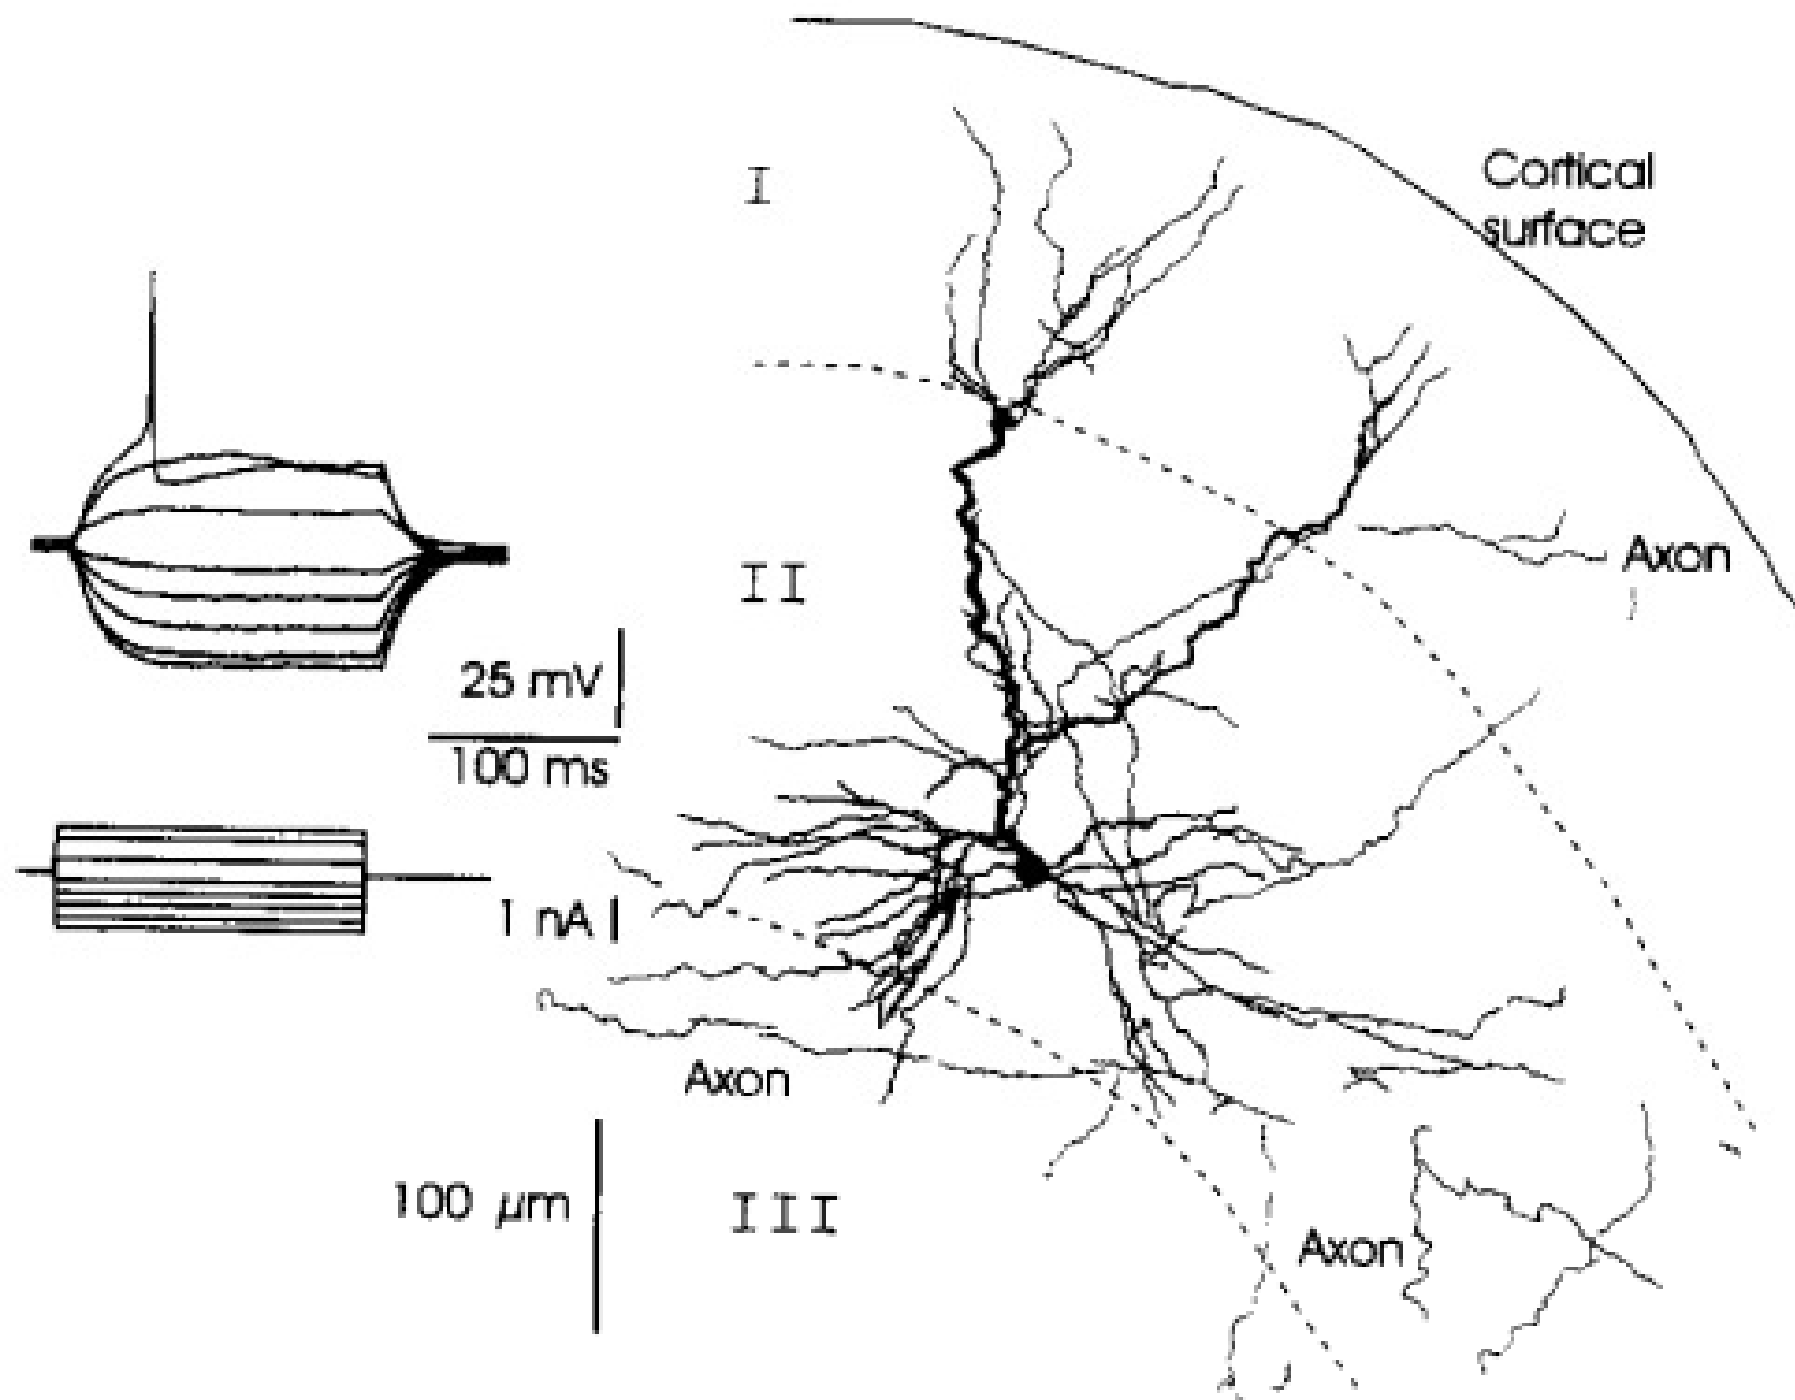 I
Cortical
surface
II
Axon
25 mV
100 ms
1 nA
Axon
100 µm
III
Axon